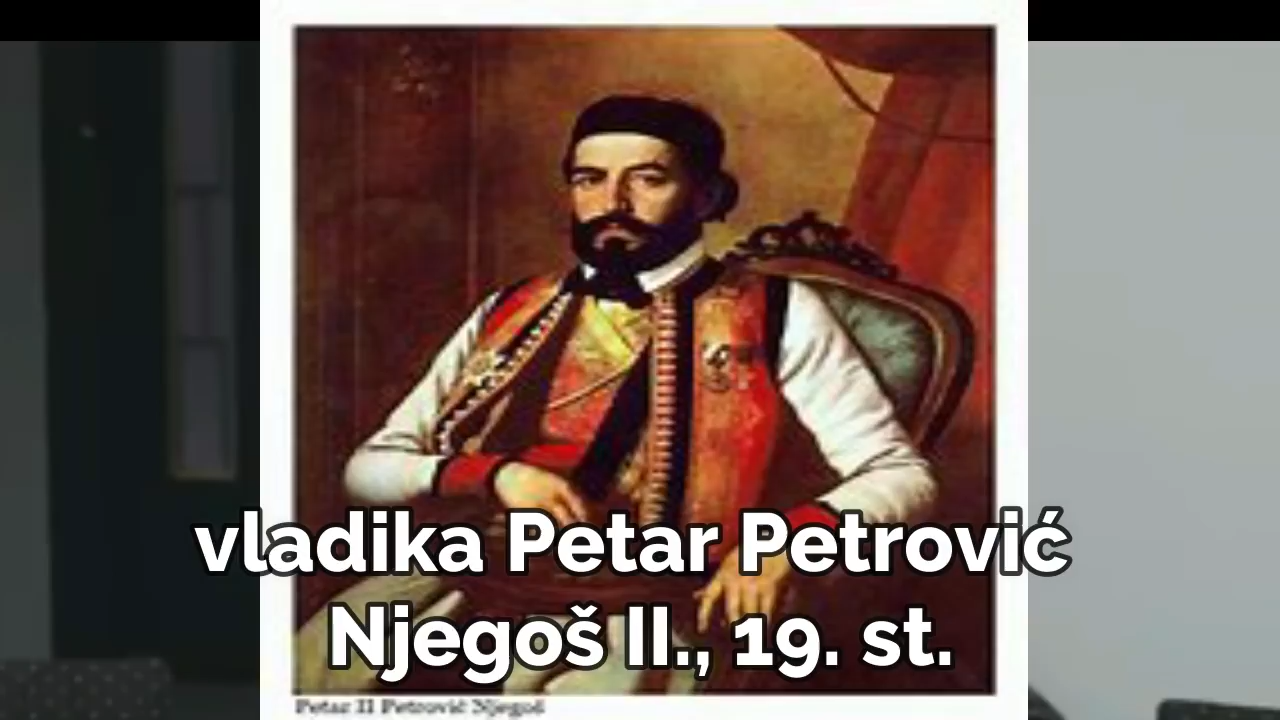 vladika Petar Petrović
Njegoš II., 19. st.
Petar II Petrović Njegoš